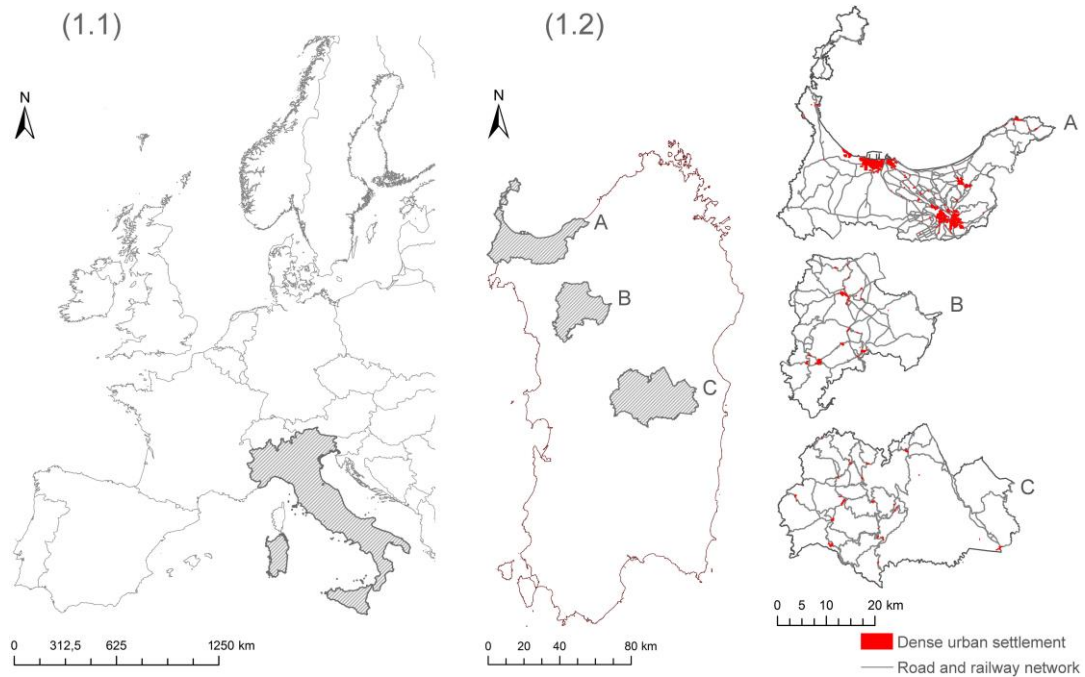 (1.1)
N
0 312,5 625 1250 km
(1.2)
N
A
B
C
0 20 40 80 km
A
B
C
0 5 10 20 km
Dense urban settlement
Road and railway network